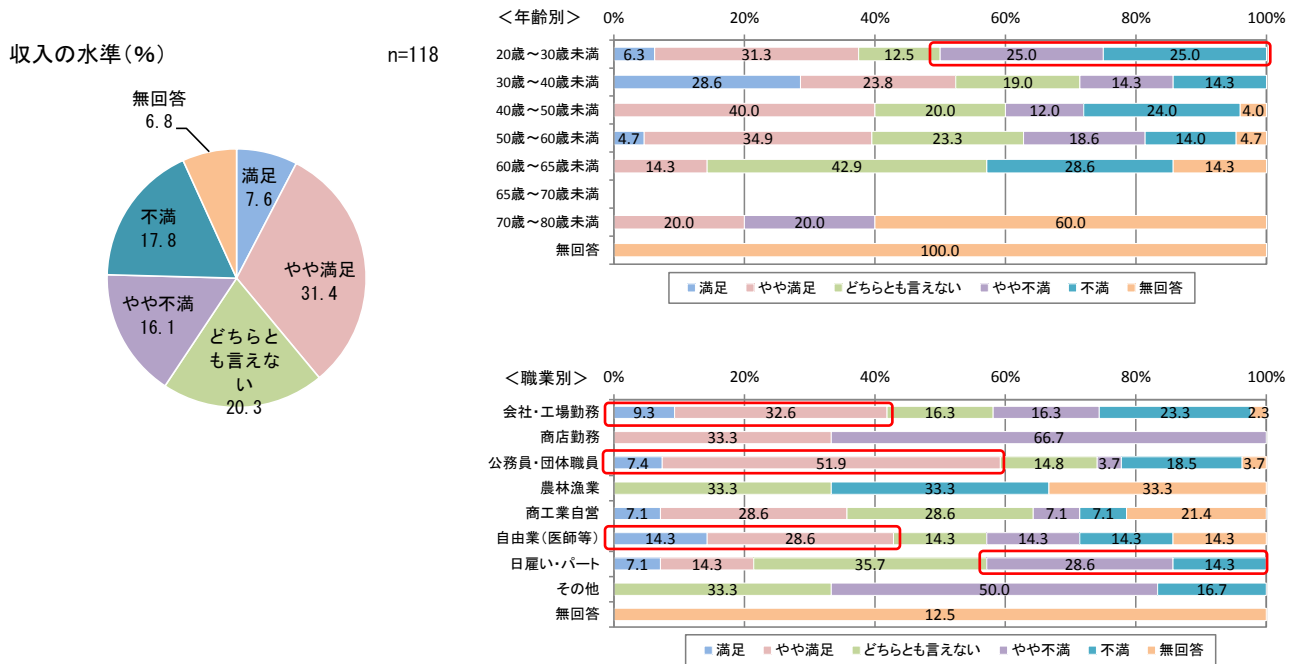 収入の水準(%)
n=118
無回答
6.8
満足
7.6
やや満足
31.4
どちらとも言えない
20.3
やや不満
16.1
不満
17.8
＜年齢別＞ 0% 20% 40% 60% 80% 100%
20歳～30歳未満 6.3 31.3 12.5 25.0 25.0
30歳～40歳未満 28.6 23.8 19.0 14.3 14.3
40歳～50歳未満 40.0 20.0 12.0 24.0 4.0
50歳～60歳未満 4.7 34.9 23.3 18.6 14.0 4.7
60歳～65歳未満 14.3 42.9 28.6 14.3
65歳～70歳未満
70歳～80歳未満 20.0 20.0 60.0
無回答 100.0
満足 やや満足 どちらとも言えない やや不満 不満 無回答
＜職業別＞ 0% 20% 40% 60% 80% 100%
会社・工場勤務 9.3 32.6 16.3 16.3 23.3 2.3
商店勤務 33.3 66.7
公務員・団体職員 7.4 51.9 14.8 3.7 18.5 3.7
農林漁業 33.3 33.3 33.3
商工業自営 7.1 28.6 28.6 7.1 7.1 21.4
自由業(医師等) 14.3 28.6 14.3 14.3 14.3 14.3
日雇い・パート 7.1 14.3 35.7 28.6 14.3
その他 33.3 50.0 16.7
無回答 12.5
満足 やや満足 どちらとも言えない やや不満 不満 無回答